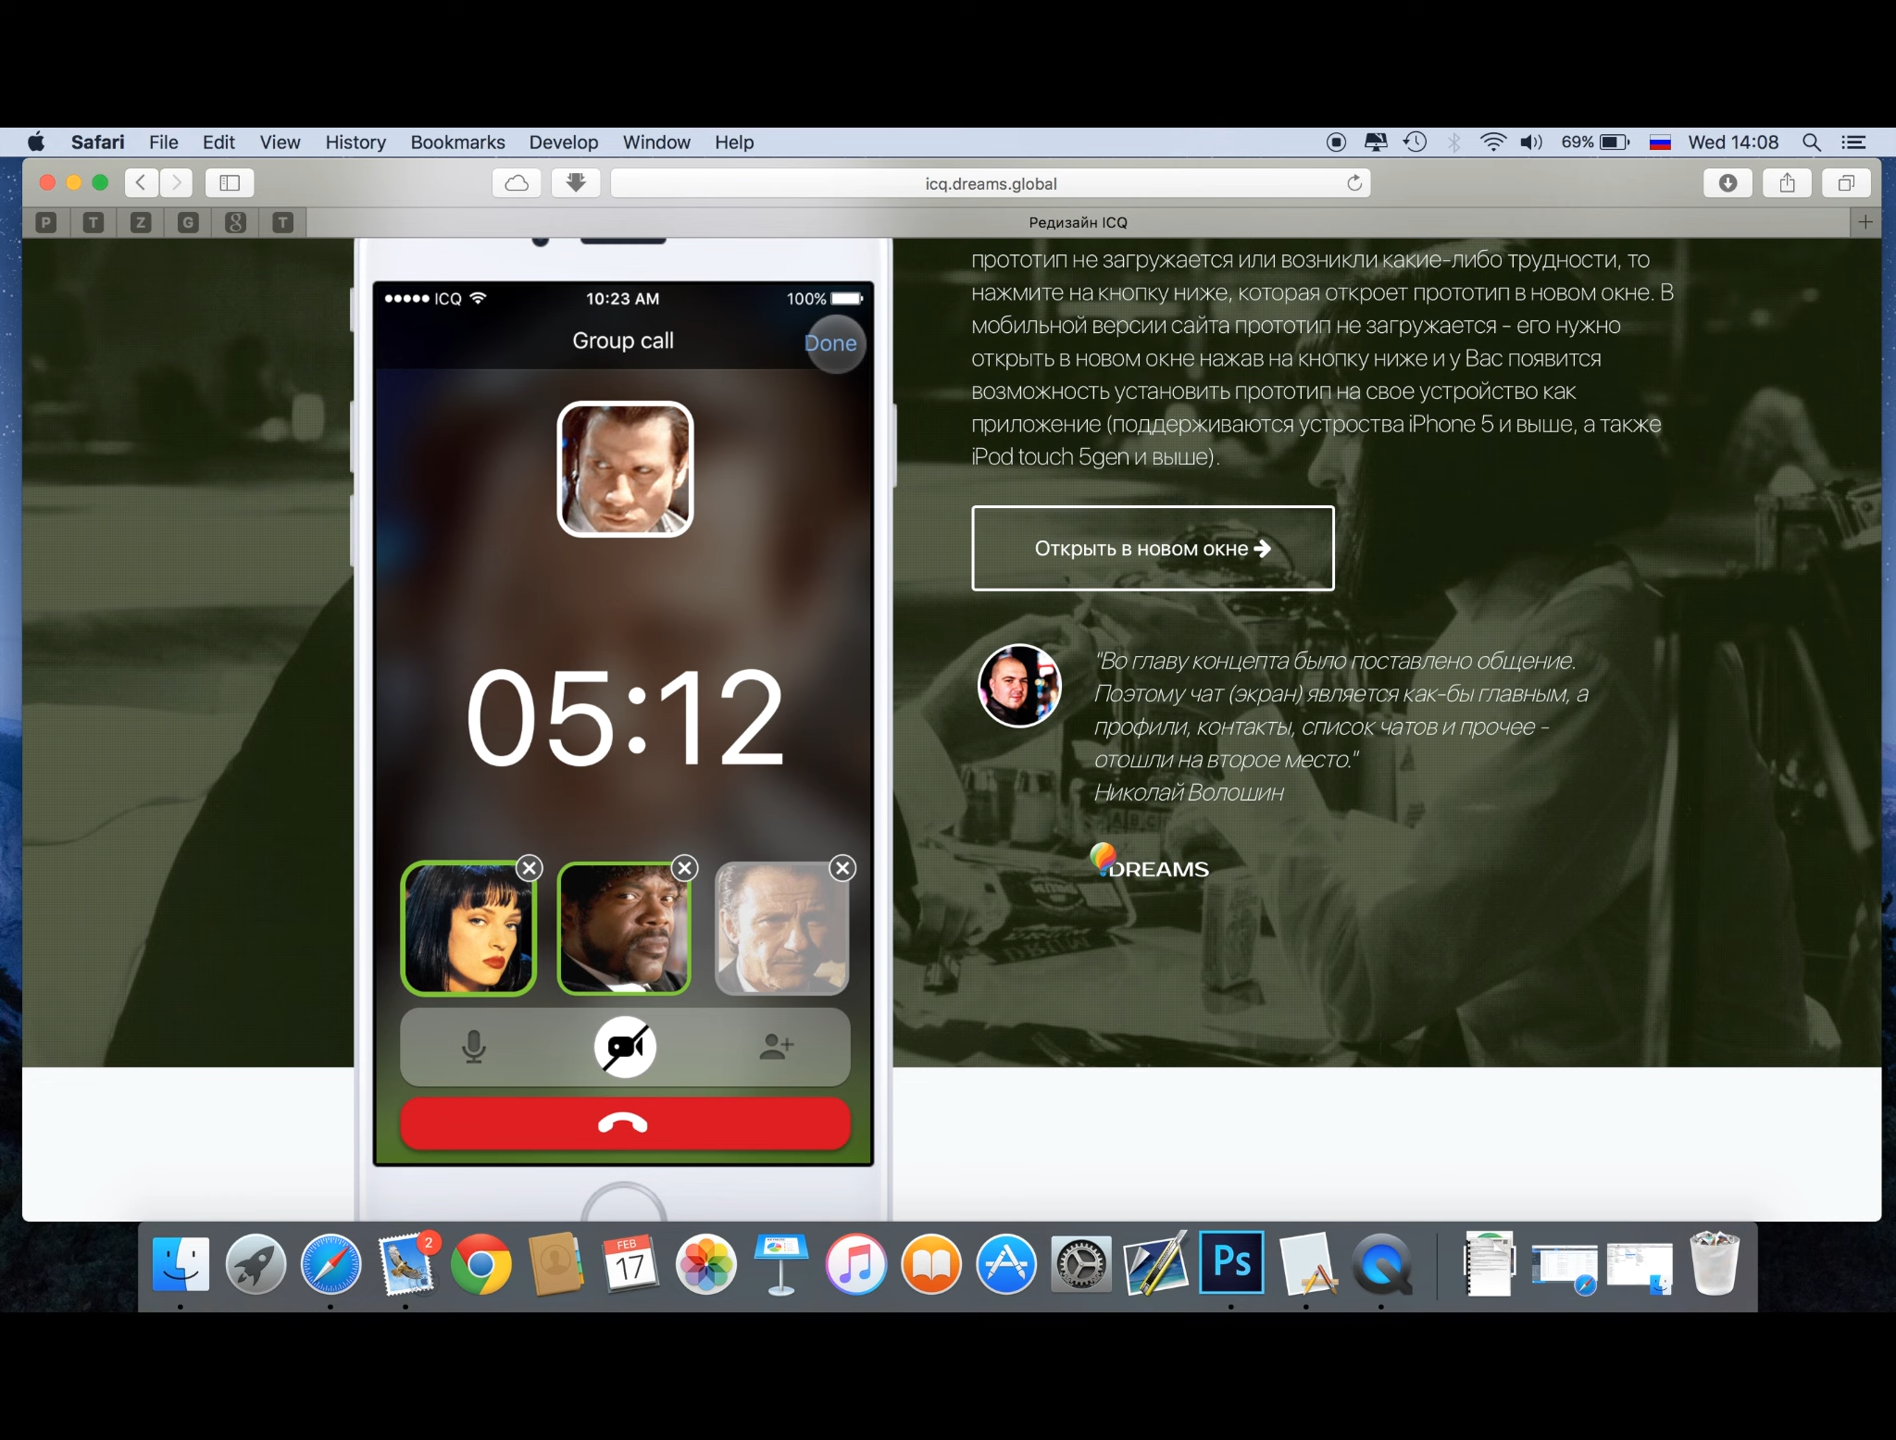 Safari File Edit View History Bookmarks Develop Window Help 69% Wed 14:08
icq.dreams.global
P T Z G g T Редизайн ICQ +
ICQ 10:23 AM 100%
Group call Done
05:12
прототип не загружается или возникли какие-либо трудности, то
нажмите на кнопку ниже, которая откроет прототип в новом окне. В
мобильной версии сайта прототип не загружается - его нужно
открыть в новом окне нажав на кнопку ниже и у Вас появится
возможность установить прототип на свое устройство как
приложение (поддерживаются устроства iPhone 5 и выше, а также
iPod touch 5gen и выше).
Открыть в новом окне
"Во главу концепта было поставлено общение.
Поэтому чат (экран) является как-бы главным, а
профили, контакты, список чатов и прочее -
отошли на второе место."
Николай Волошин
DREAMS
DRUM
2
FEB
17
Ps